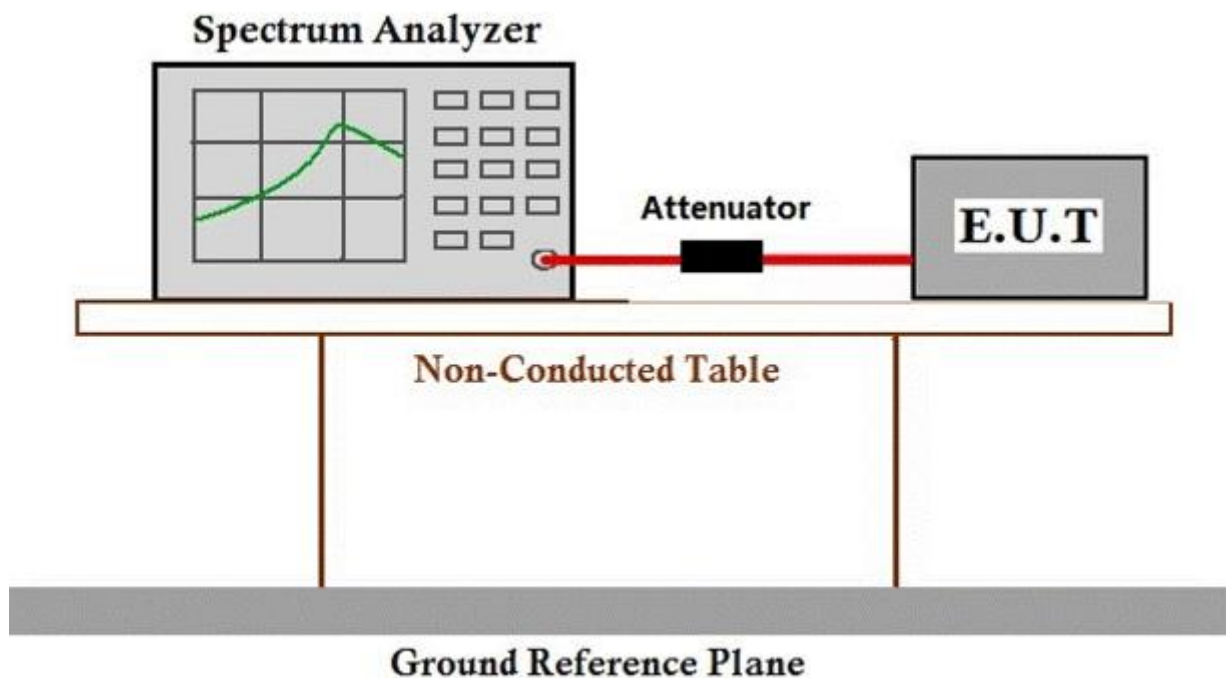 Spectrum Analyzer
Attenuator
E.U.T
Non-Conducted Table
Ground Reference Plane